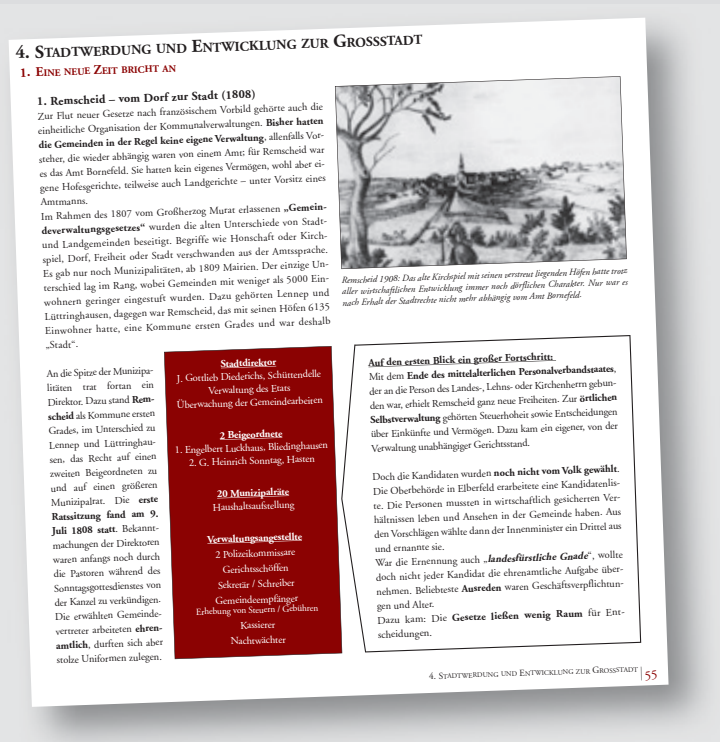 4. STADTWERDUNG UND ENTWICKLUNG ZUR GROSSSTADT
1. EINE NEUE ZEIT BRICHT AN
1. Remscheid – vom Dorf zur Stadt (1808)
Zur Flut neuer Gesetze nach französischem Vorbild gehörte auch die
einheitliche Organisation der Kommunalverwaltungen. Bisher hatten
die Gemeinden in der Regel keine eigene Verwaltung, allenfalls Vor-
steher, die wieder abhängig waren von einem Amt; für Remscheid war
es das Amt Bornefeld. Sie hatten kein eigenes Vermögen, wohl aber ei-
gene Hofesgerichte, teilweise auch Landgerichte – unter Vorsitz eines
Amtmanns.
Im Rahmen des 1807 vom Großherzog Murat erlassenen „Gemein-
deverwaltungsgesetzes“ wurden die alten Unterschiede von Stadt-
und Landgemeinden beseitigt. Begriffe wie Honschaft oder Kirch-
spiel, Dorf, Freiheit oder Stadt verschwanden aus der Amtssprache.
Es gab nur noch Munizipalitäten, ab 1809 Mairien. Der einzige Un-
terschied lag im Rang, wobei Gemeinden mit weniger als 5000 Ein-
wohnern geringer eingestuft wurden. Dazu gehörten Lennep und
Lüttringhausen, dagegen war Remscheid, das mit seinen Höfen 6135
Einwohner hatte, eine Kommune ersten Grades und war deshalb
„Stadt“.
Remscheid 1908: Das alte Kirchspiel mit seinen verstreut liegenden Höfen hatte trotz
aller wirtschaftlichen Entwicklung immer noch dörflichen Charakter. Nur war es
nach Erhalt der Stadtrechte nicht mehr abhängig vom Amt Bornefeld.
An die Spitze der Munizipa-
litäten trat fortan ein
Direktor. Dazu stand Rem-
scheid als Kommune ersten
Grades, im Unterschied zu
Lennep und Lüttringhau-
sen, das Recht auf einen
zweiten Beigeordneten zu
und auf einen größeren
Munizipalrat. Die erste
Ratssitzung fand am 9.
Juli 1808 statt. Bekannt-
machungen der Direktoren
waren anfangs noch durch
die Pastoren während des
Sonntagsgottesdienstes von
der Kanzel zu verkündigen.
Die erwählten Gemeinde-
vertreter arbeiteten ehren-
amtlich, durften sich aber
stolze Uniformen zulegen.
Stadtdirektor
J. Gottlieb Diederichs, Schüttendelle
Verwaltung des Etats
Überwachung der Gemeindearbeiten
2 Beigeordnete
1. Engelbert Luckhaus, Bliedinghausen
2. G. Heinrich Sonntag, Hasten
20 Munizipalräte
Haushaltsaufstellung
Verwaltungsangestellte
2 Polizeikommissare
Gerichtsschöffen
Sekretär / Schreiber
Gemeindeempfänger
Erhebung von Steuern / Gebühren
Kassierer
Nachtwächter
Auf den ersten Blick ein großer Fortschritt:
Mit dem Ende des mittelalterlichen Personalverbandstaates,
der an die Person des Landes-, Lehns- oder Kirchenherrn gebun-
den war, erhielt Remscheid ganz neue Freiheiten. Zur örtlichen
Selbstverwaltung gehörten Steuerhoheit sowie Entscheidungen
über Einkünfte und Vermögen. Dazu kam ein eigener, von der
Verwaltung unabhängiger Gerichtsstand.
Doch die Kandidaten wurden noch nicht vom Volk gewählt.
Die Oberbehörde in Elberfeld erarbeitete eine Kandidatenlis-
te. Die Personen mussten in wirtschaftlich gesicherten Ver-
hältnissen leben und Ansehen in der Gemeinde haben. Aus
den Vorschlägen wählte dann der Innenminister ein Drittel aus
und ernannte sie.
War die Ernennung auch „landesfürstliche Gnade“, wollte
doch nicht jeder Kandidat die ehrenamtliche Aufgabe über-
nehmen. Beliebteste Ausreden waren Geschäftsverpflichtun-
gen und Alter.
Dazu kam: Die Gesetze ließen wenig Raum für Ent-
scheidungen.
4. STADTWERDUNG UND ENTWICKLUNG ZUR GROSSSTADT | 55